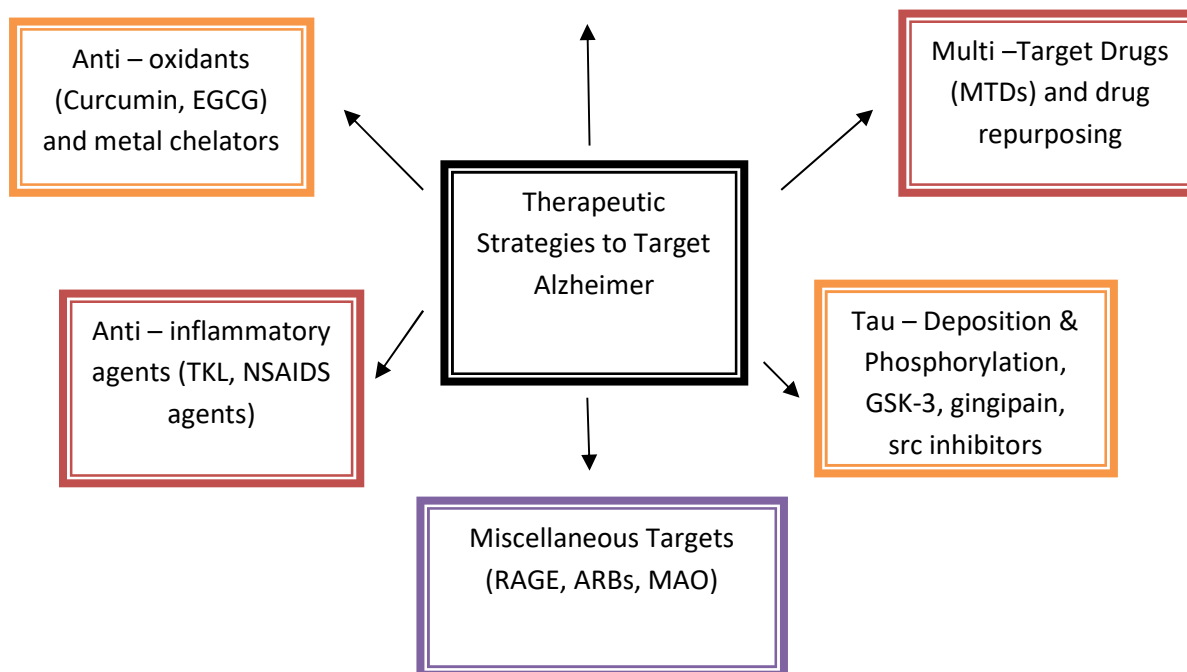 Anti – oxidants
(Curcumin, EGCG)
and metal chelators
Multi –Target Drugs
(MTDs) and drug
repurposing
Therapeutic
Strategies to Target
Alzheimer
Anti – inflammatory
agents (TKL, NSAIDS
agents)
Tau – Deposition &
Phosphorylation,
GSK-3, gingipain,
src inhibitors
Miscellaneous Targets
(RAGE, ARBs, MAO)